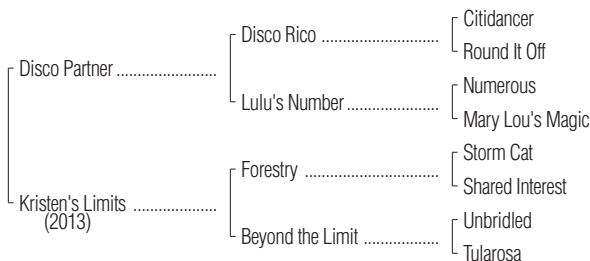 Citidancer
Disco Rico ......................
Round It Off
Disco Partner ......................
Numerous
Lulu's Number ..................
Mary Lou's Magic
Storm Cat
Forestry ..........................
Shared Interest
Kristen's Limits ..................
(2013)
Unbridled
Beyond the Limit ................
Tularosa